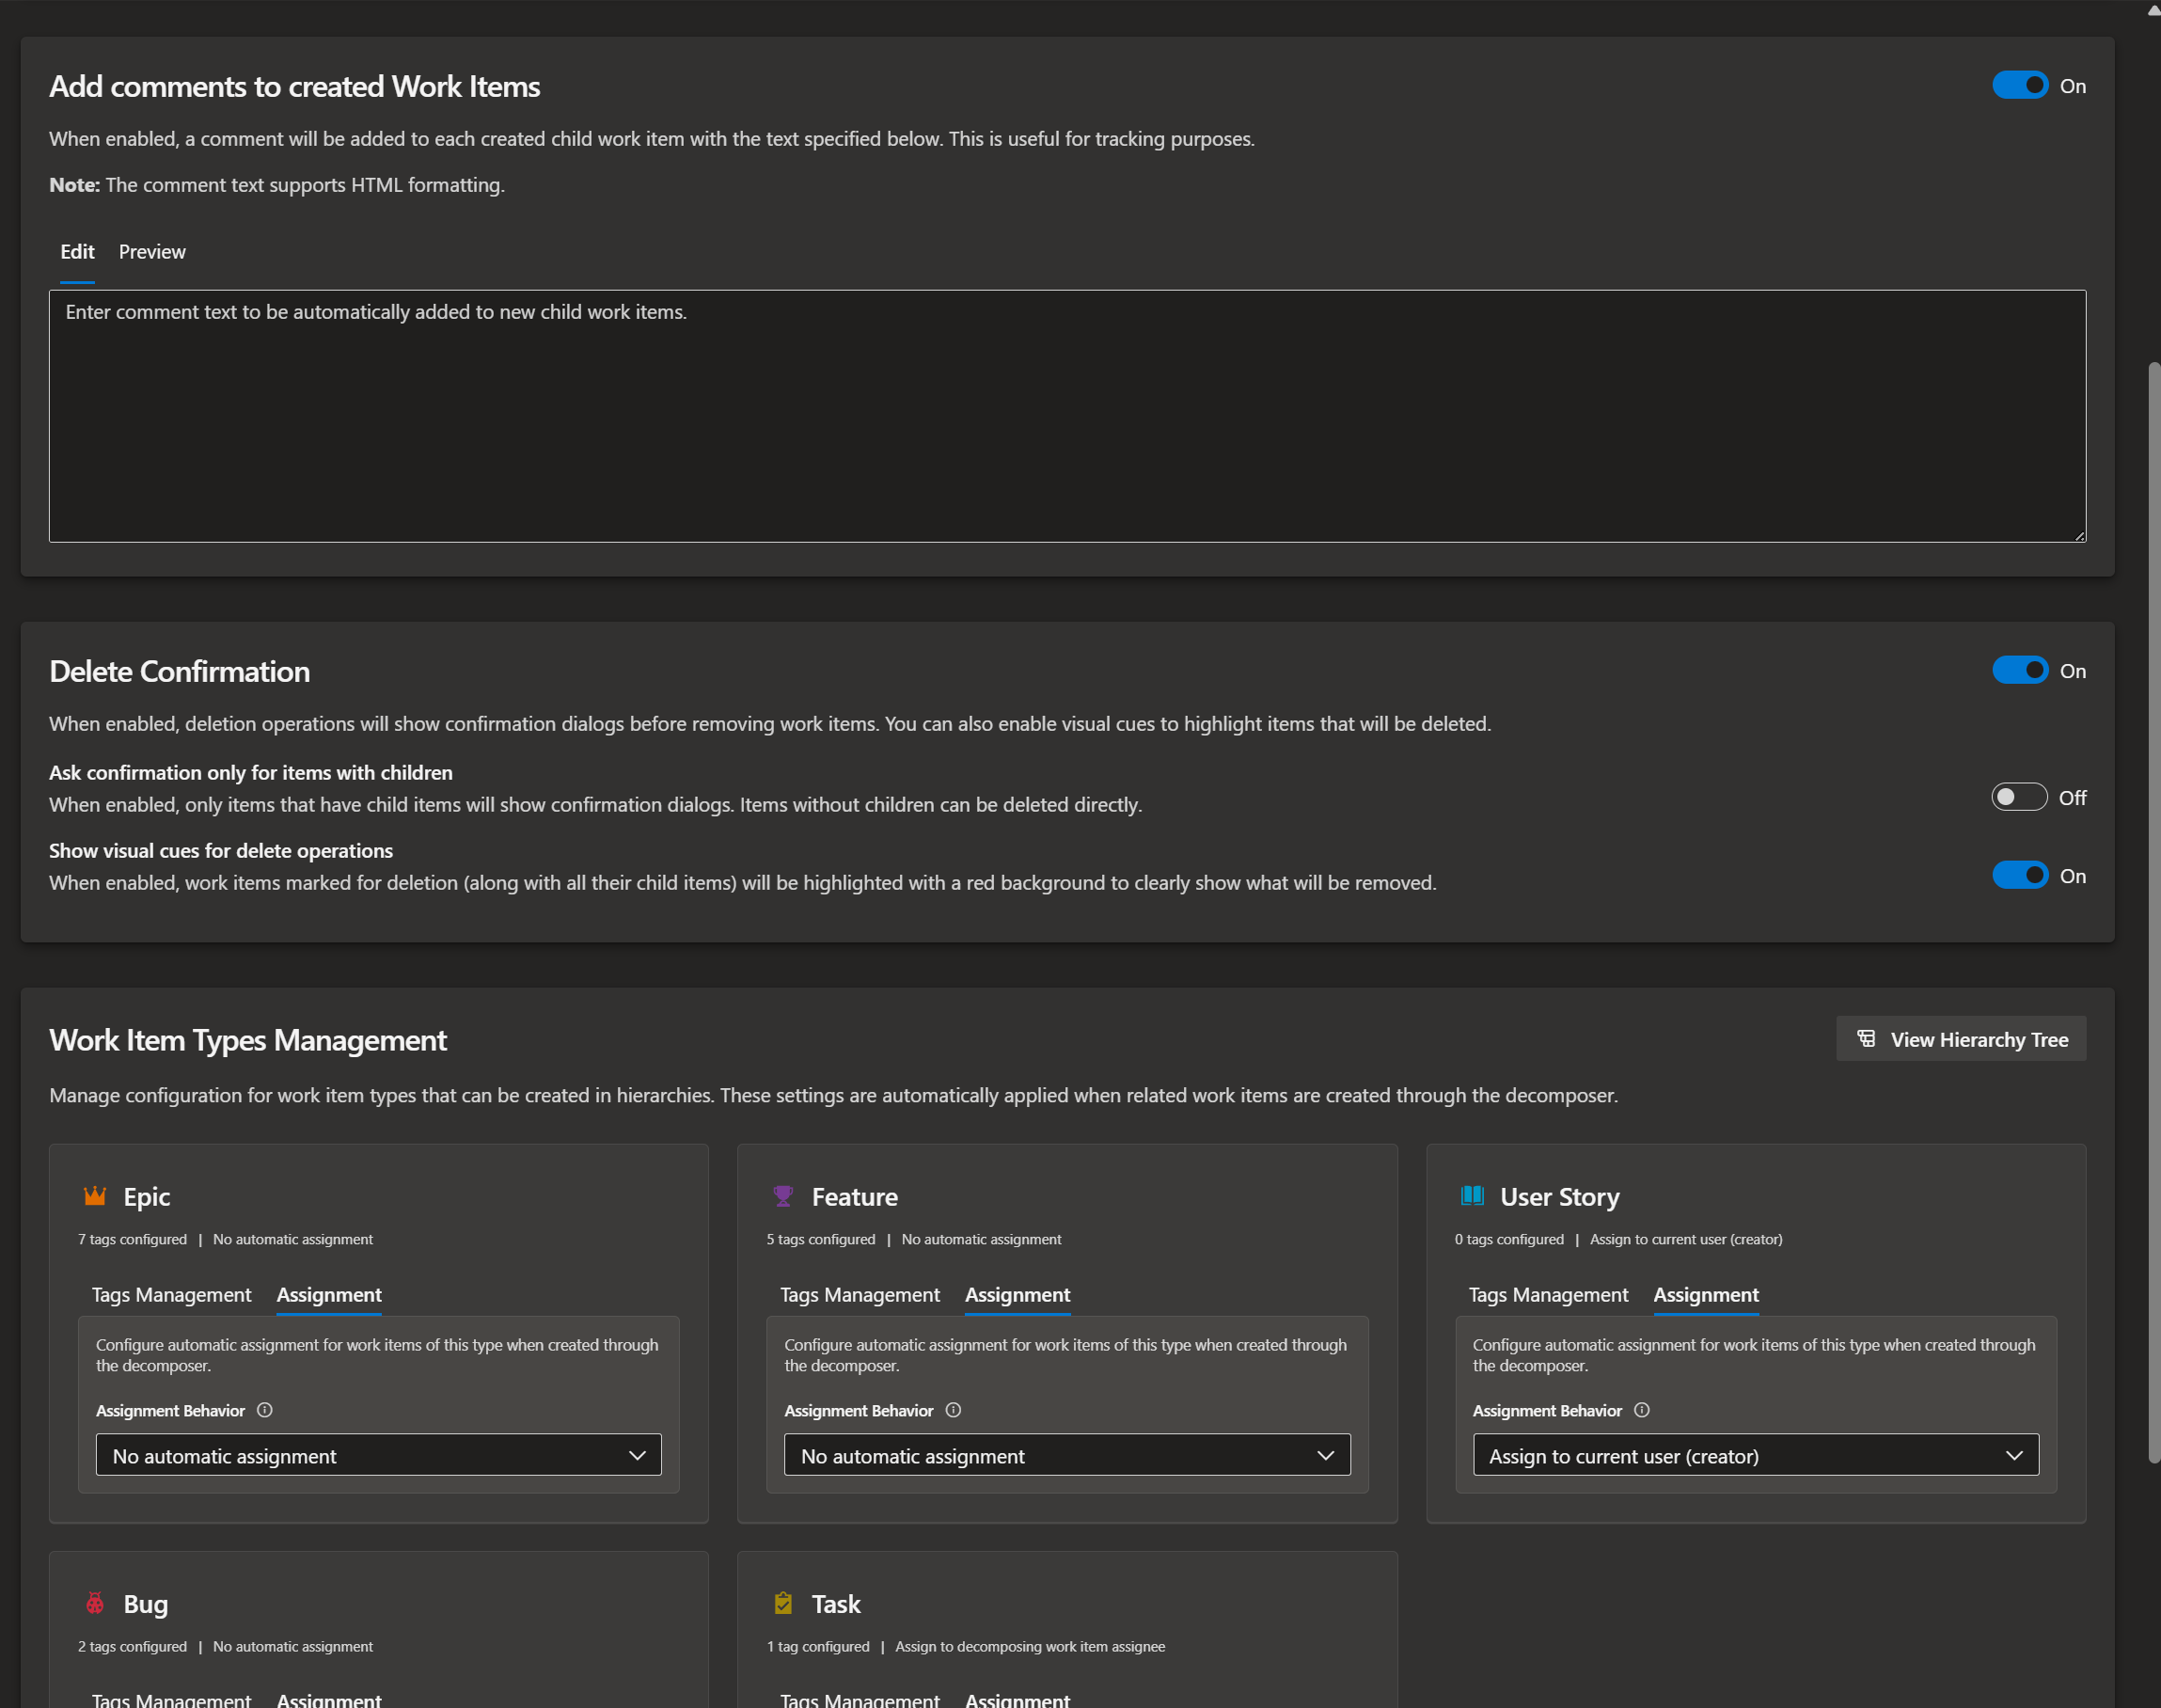 Add comments to created Work Items
On
When enabled, a comment will be added to each created child work item with the text specified below. This is useful for tracking purposes.
Note: The comment text supports HTML formatting.
Edit Preview
Enter comment text to be automatically added to new child work items.
Delete Confirmation
On
When enabled, deletion operations will show confirmation dialogs before removing work items. You can also enable visual cues to highlight items that will be deleted.
Ask confirmation only for items with children
When enabled, only items that have child items will show confirmation dialogs. Items without children can be deleted directly.
Off
Show visual cues for delete operations
When enabled, work items marked for deletion (along with all their child items) will be highlighted with a red background to clearly show what will be removed.
On
Work Item Types Management
View Hierarchy Tree
Manage configuration for work item types that can be created in hierarchies. These settings are automatically applied when related work items are created through the decomposer.
Epic
7 tags configured | No automatic assignment
Tags Management Assignment
Configure automatic assignment for work items of this type when created through
the decomposer.
Assignment Behavior
No automatic assignment
Feature
5 tags configured | No automatic assignment
Tags Management Assignment
Configure automatic assignment for work items of this type when created through
the decomposer.
Assignment Behavior
No automatic assignment
User Story
0 tags configured | Assign to current user (creator)
Tags Management Assignment
Configure automatic assignment for work items of this type when created through
the decomposer.
Assignment Behavior
Assign to current user (creator)
Bug
2 tags configured | No automatic assignment
Tags Management Assignment
Task
1 tag configured | Assign to decomposing work item assignee
Tags Management Assignment